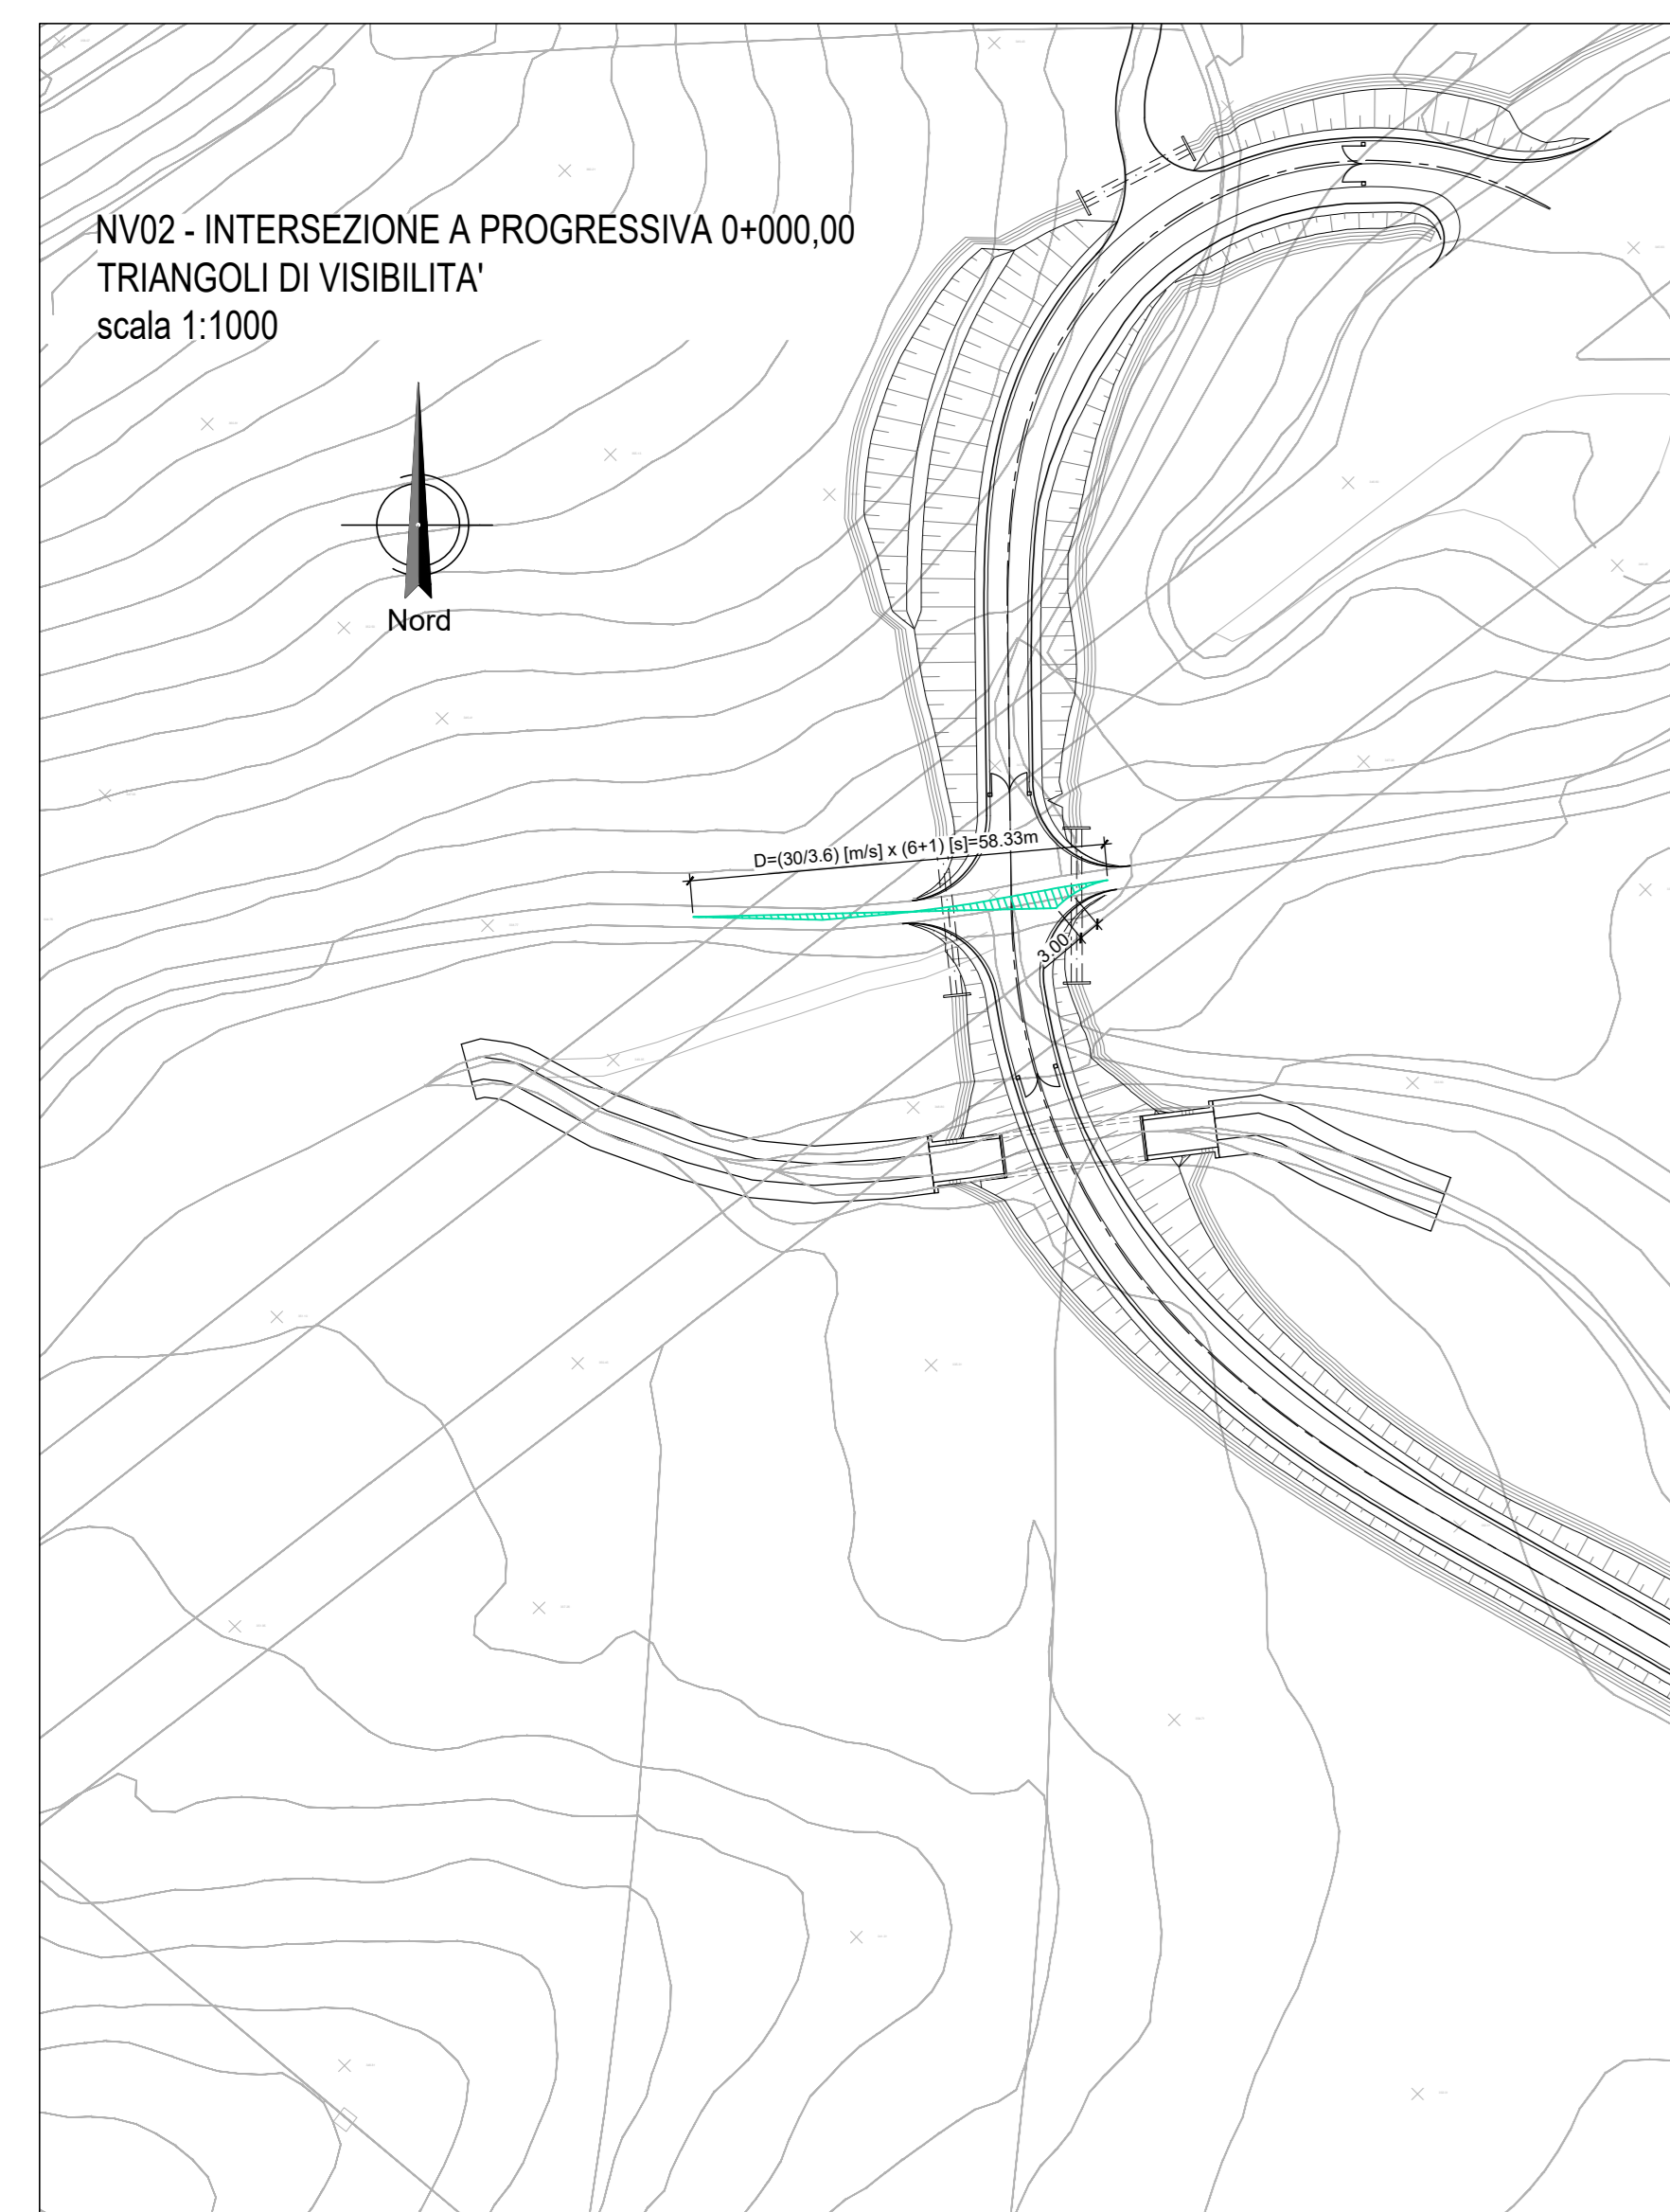 NV02 - INTERSEZIONE A PROGRESSIVA 0+000,00
TRIANGOLI DI VISIBILITA'
scala 1:1000
Nord
D=(30/3.6) [m/s] x (6+1) [s]=58.33m
3.00